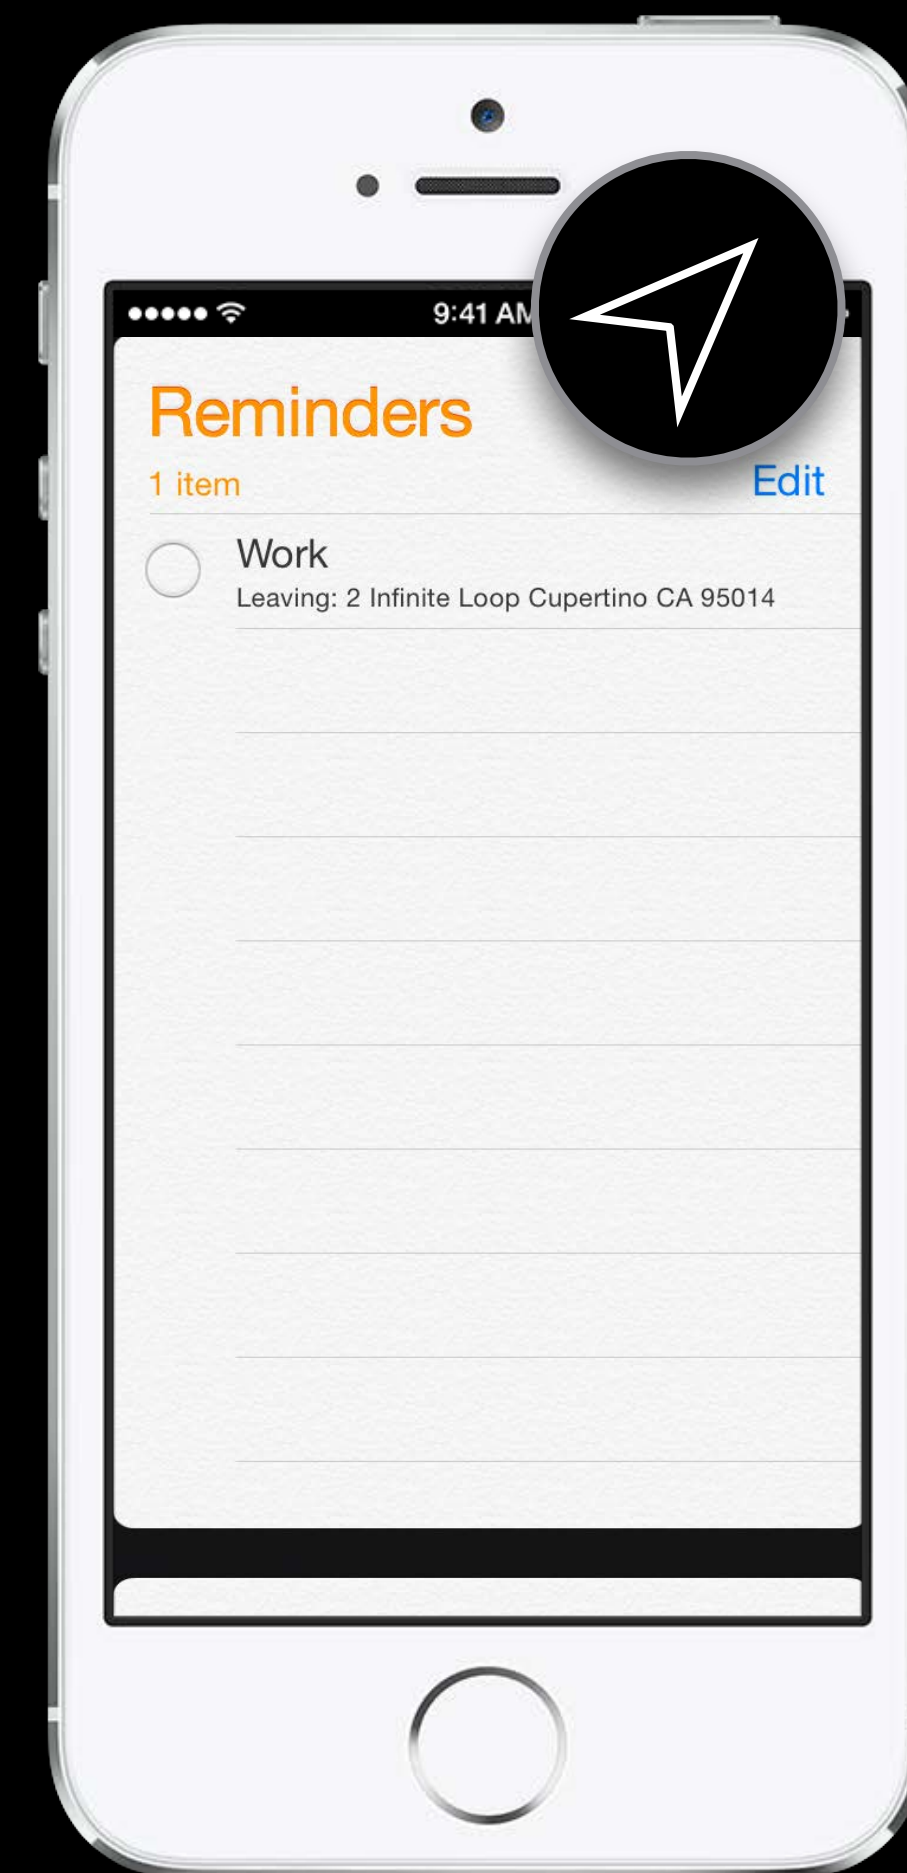 9:41 AM
Reminders
1 item
Edit
Work
Leaving: 2 Infinite Loop Cupertino CA 95014